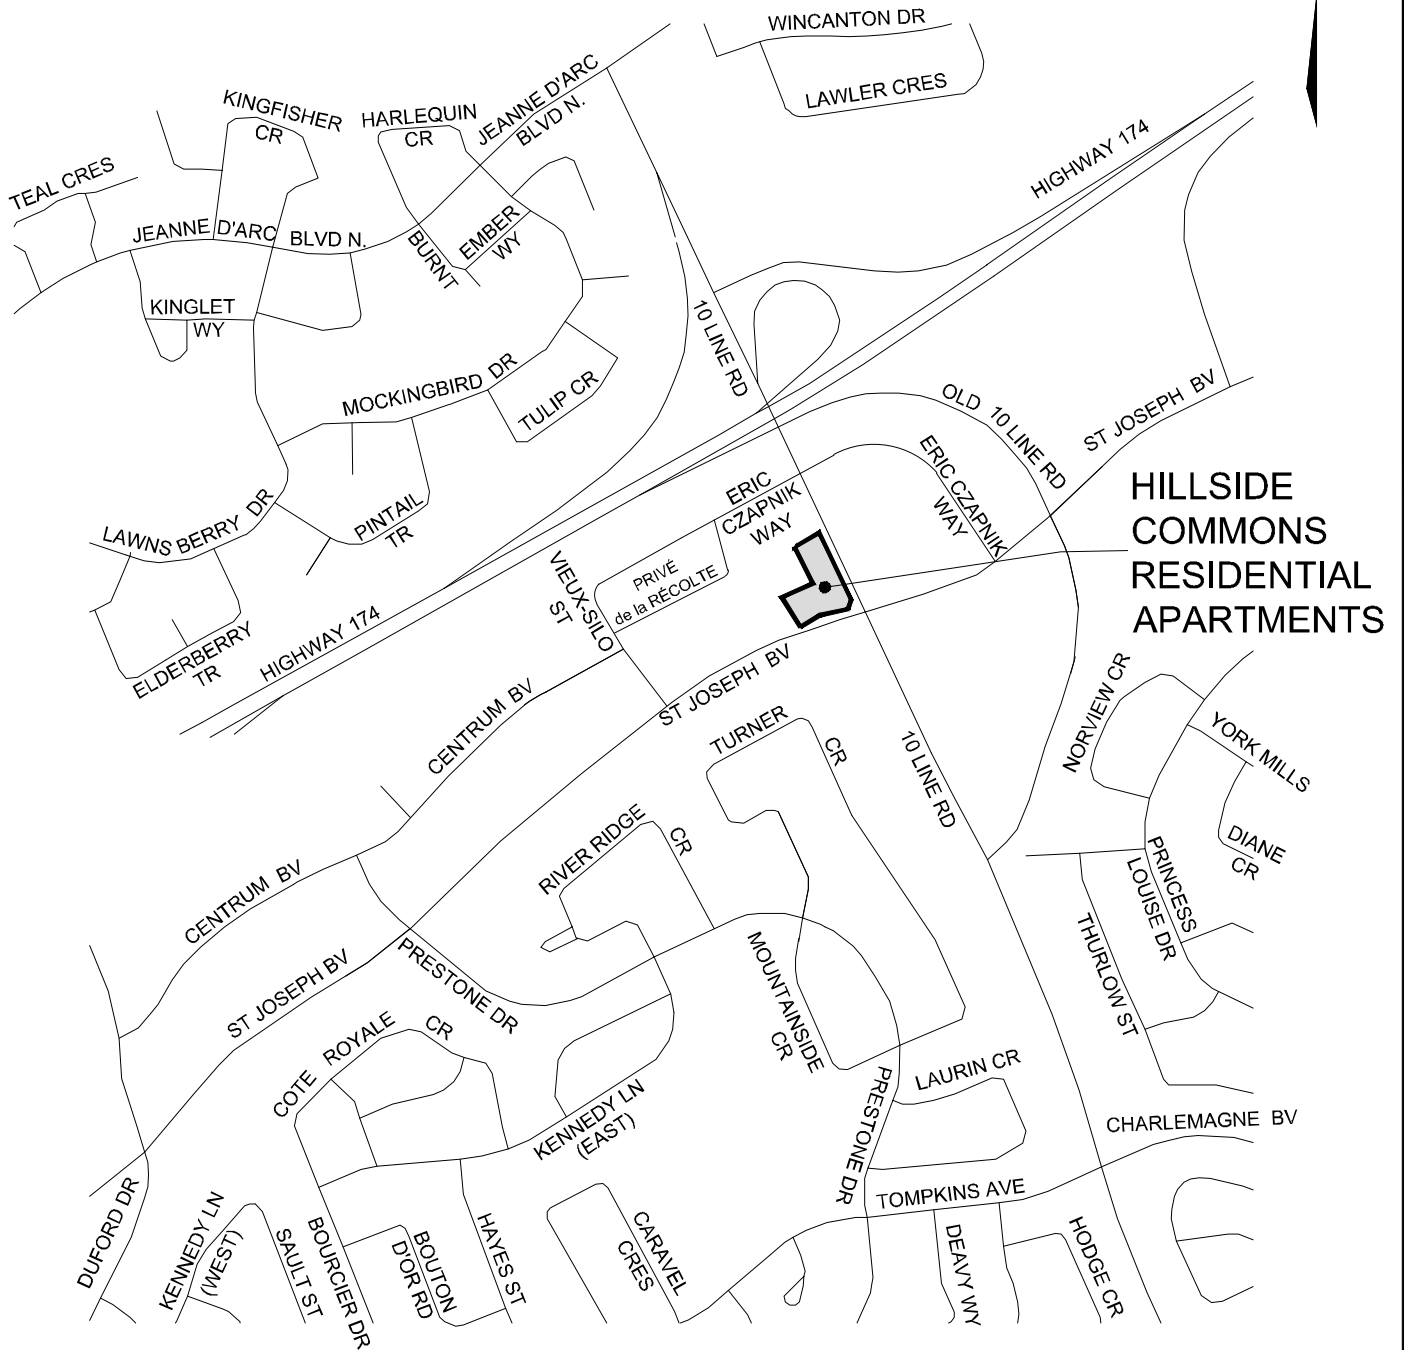 WINCANTON DR
LAWLER CRES
JEANNE D'ARC
BLVD N.
KINGFISHER
CR
HARLEQUIN
CR
TEAL CRES
HIGHWAY 174
JEANNE D'ARC BLVD N.
BURNT
EMBER
WY
KINGLET
WY
10 LINE RD
MOCKINGBIRD DR
TULIP CR
OLD 10 LINE RD
ST JOSEPH BV
ERIC CZAPNIK
WAY
ERIC
CZAPNIK
WAY
HILLSIDE
COMMONS
RESIDENTIAL
APARTMENTS
LAWNSBERRY DR
PINTAIL
TR
VIEUX-SILO
ST
PRIVÉ
de la RÉCOLTE
ELDERBERRY
TR
HIGHWAY 174
CENTRUM BV
ST JOSEPH BV
TURNER CR
10 LINE RD
NORVIEW CR
YORK MILLS
DIANE
CR
RIVER RIDGE CR
PRINCESS
LOUISE DR
CENTRUM BV
ST JOSEPH BV
PRESTONE DR
MOUNTAINSIDE
CR
THURLOW ST
COTE ROYALE CR
KENNEDY LN
(EAST)
PRESTONE DR
LAURIN CR
CHARLEMAGNE BV
TOMPKINS AVE
DUFORD DR
KENNEDY LN
(WEST)
SAULT ST
BOURCIER DR
BOUTON
D'OR RD
HAYES ST
CARAVEL
CRES
DEAVY WY
HODGE CR